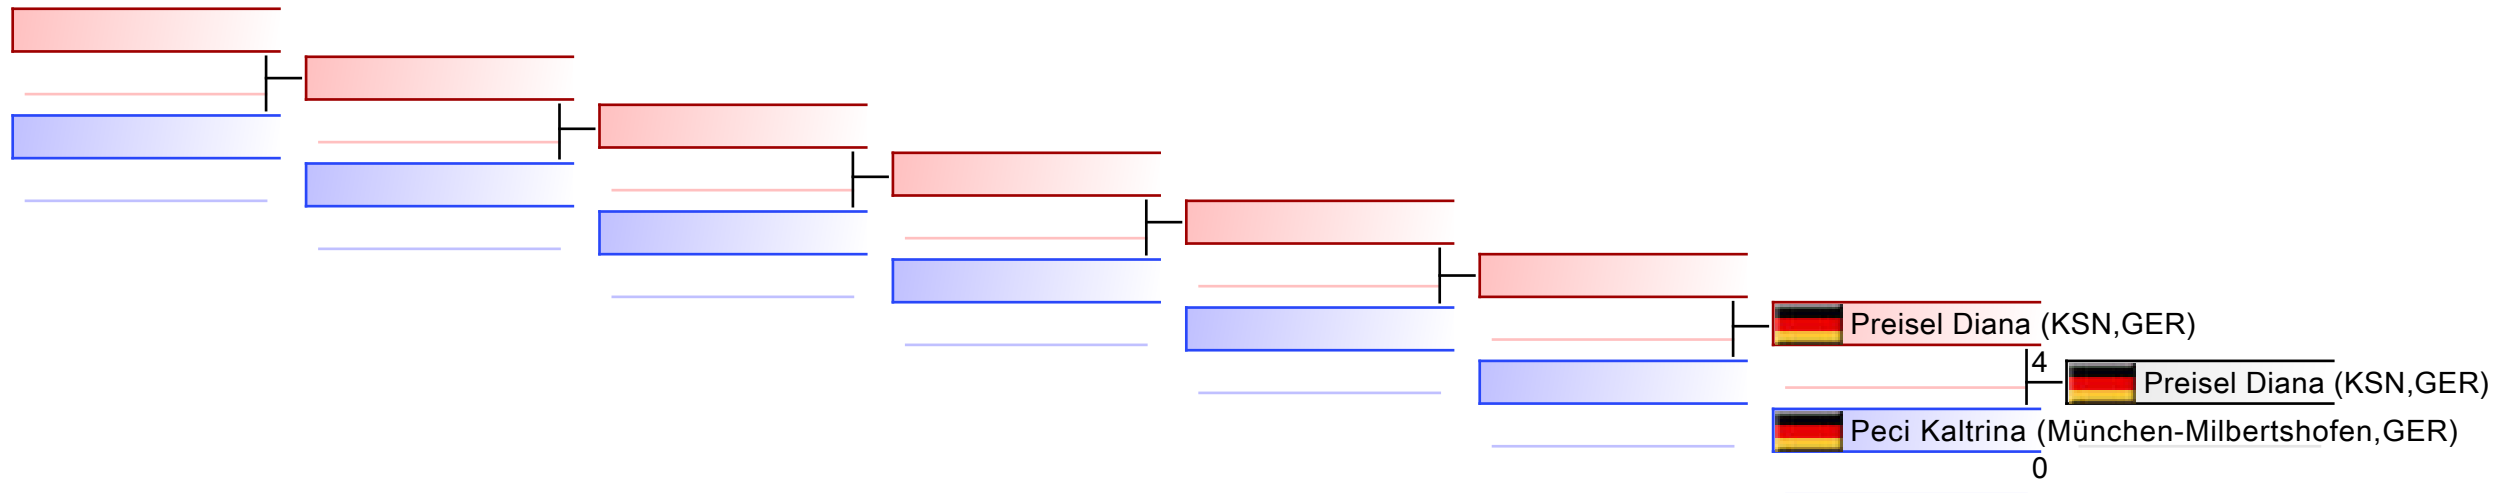 Preisel Diana (KSN,GER)
4
Preisel Diana (KSN,GER)
Peci Kaltrina (München-Milbertshofen,GER)
0